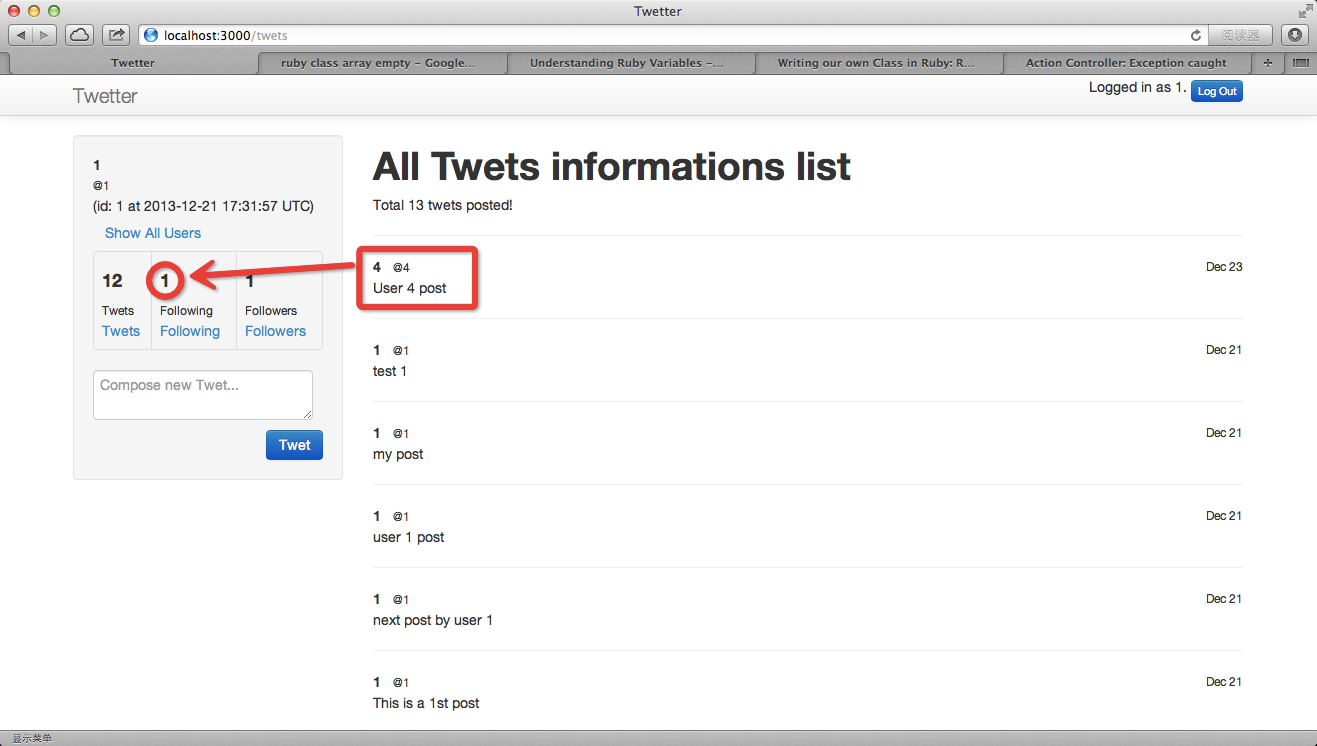 Twetter
localhost:3000/twets
阅读器
Twetter
ruby class array empty – Google...
Understanding Ruby Variables –...
Writing our own Class in Ruby: R...
Action Controller: Exception caught
Twetter
Logged in as 1. Log Out
1
@1
(id: 1 at 2013-12-21 17:31:57 UTC)
Show All Users
12
Twets
Twets
1
Following
Following
1
Followers
Followers
Compose new Twet...
Twet
All Twets informations list
Total 13 twets posted!
4 @4 Dec 23
User 4 post
1 @1 Dec 21
test 1
1 @1 Dec 21
my post
1 @1 Dec 21
user 1 post
1 @1 Dec 21
next post by user 1
1 @1 Dec 21
This is a 1st post
显示菜单